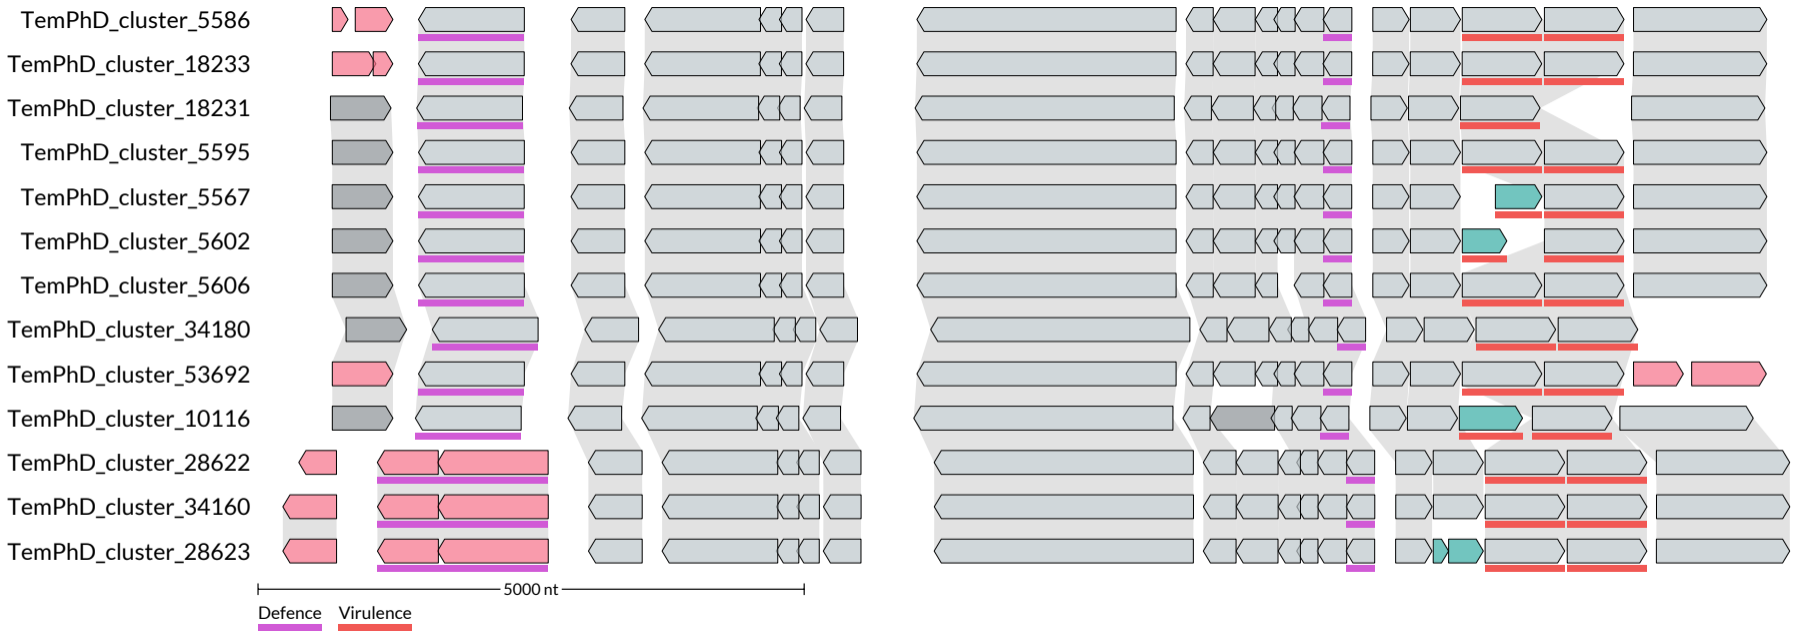 TemPhD_cluster_5586
TemPhD_cluster_18233
TemPhD_cluster_18231
TemPhD_cluster_5595
TemPhD_cluster_5567
TemPhD_cluster_5602
TemPhD_cluster_5606
TemPhD_cluster_34180
TemPhD_cluster_53692
TemPhD_cluster_10116
TemPhD_cluster_28622
TemPhD_cluster_34160
TemPhD_cluster_28623
5000 nt
Defence Virulence